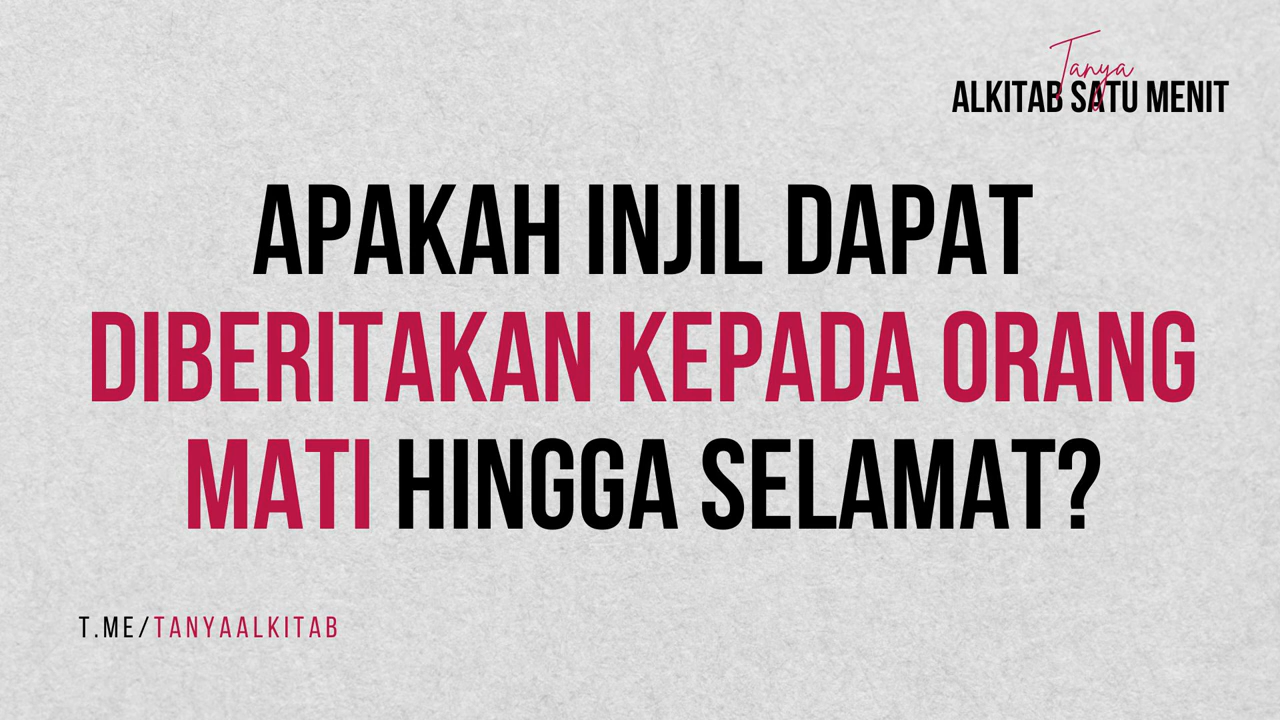 Tanya
ALKITAB SATU MENIT
APAKAH INJIL DAPAT
DIBERITAKAN KEPADA ORANG
MATI HINGGA SELAMAT?
T.ME/TANYAALKITAB